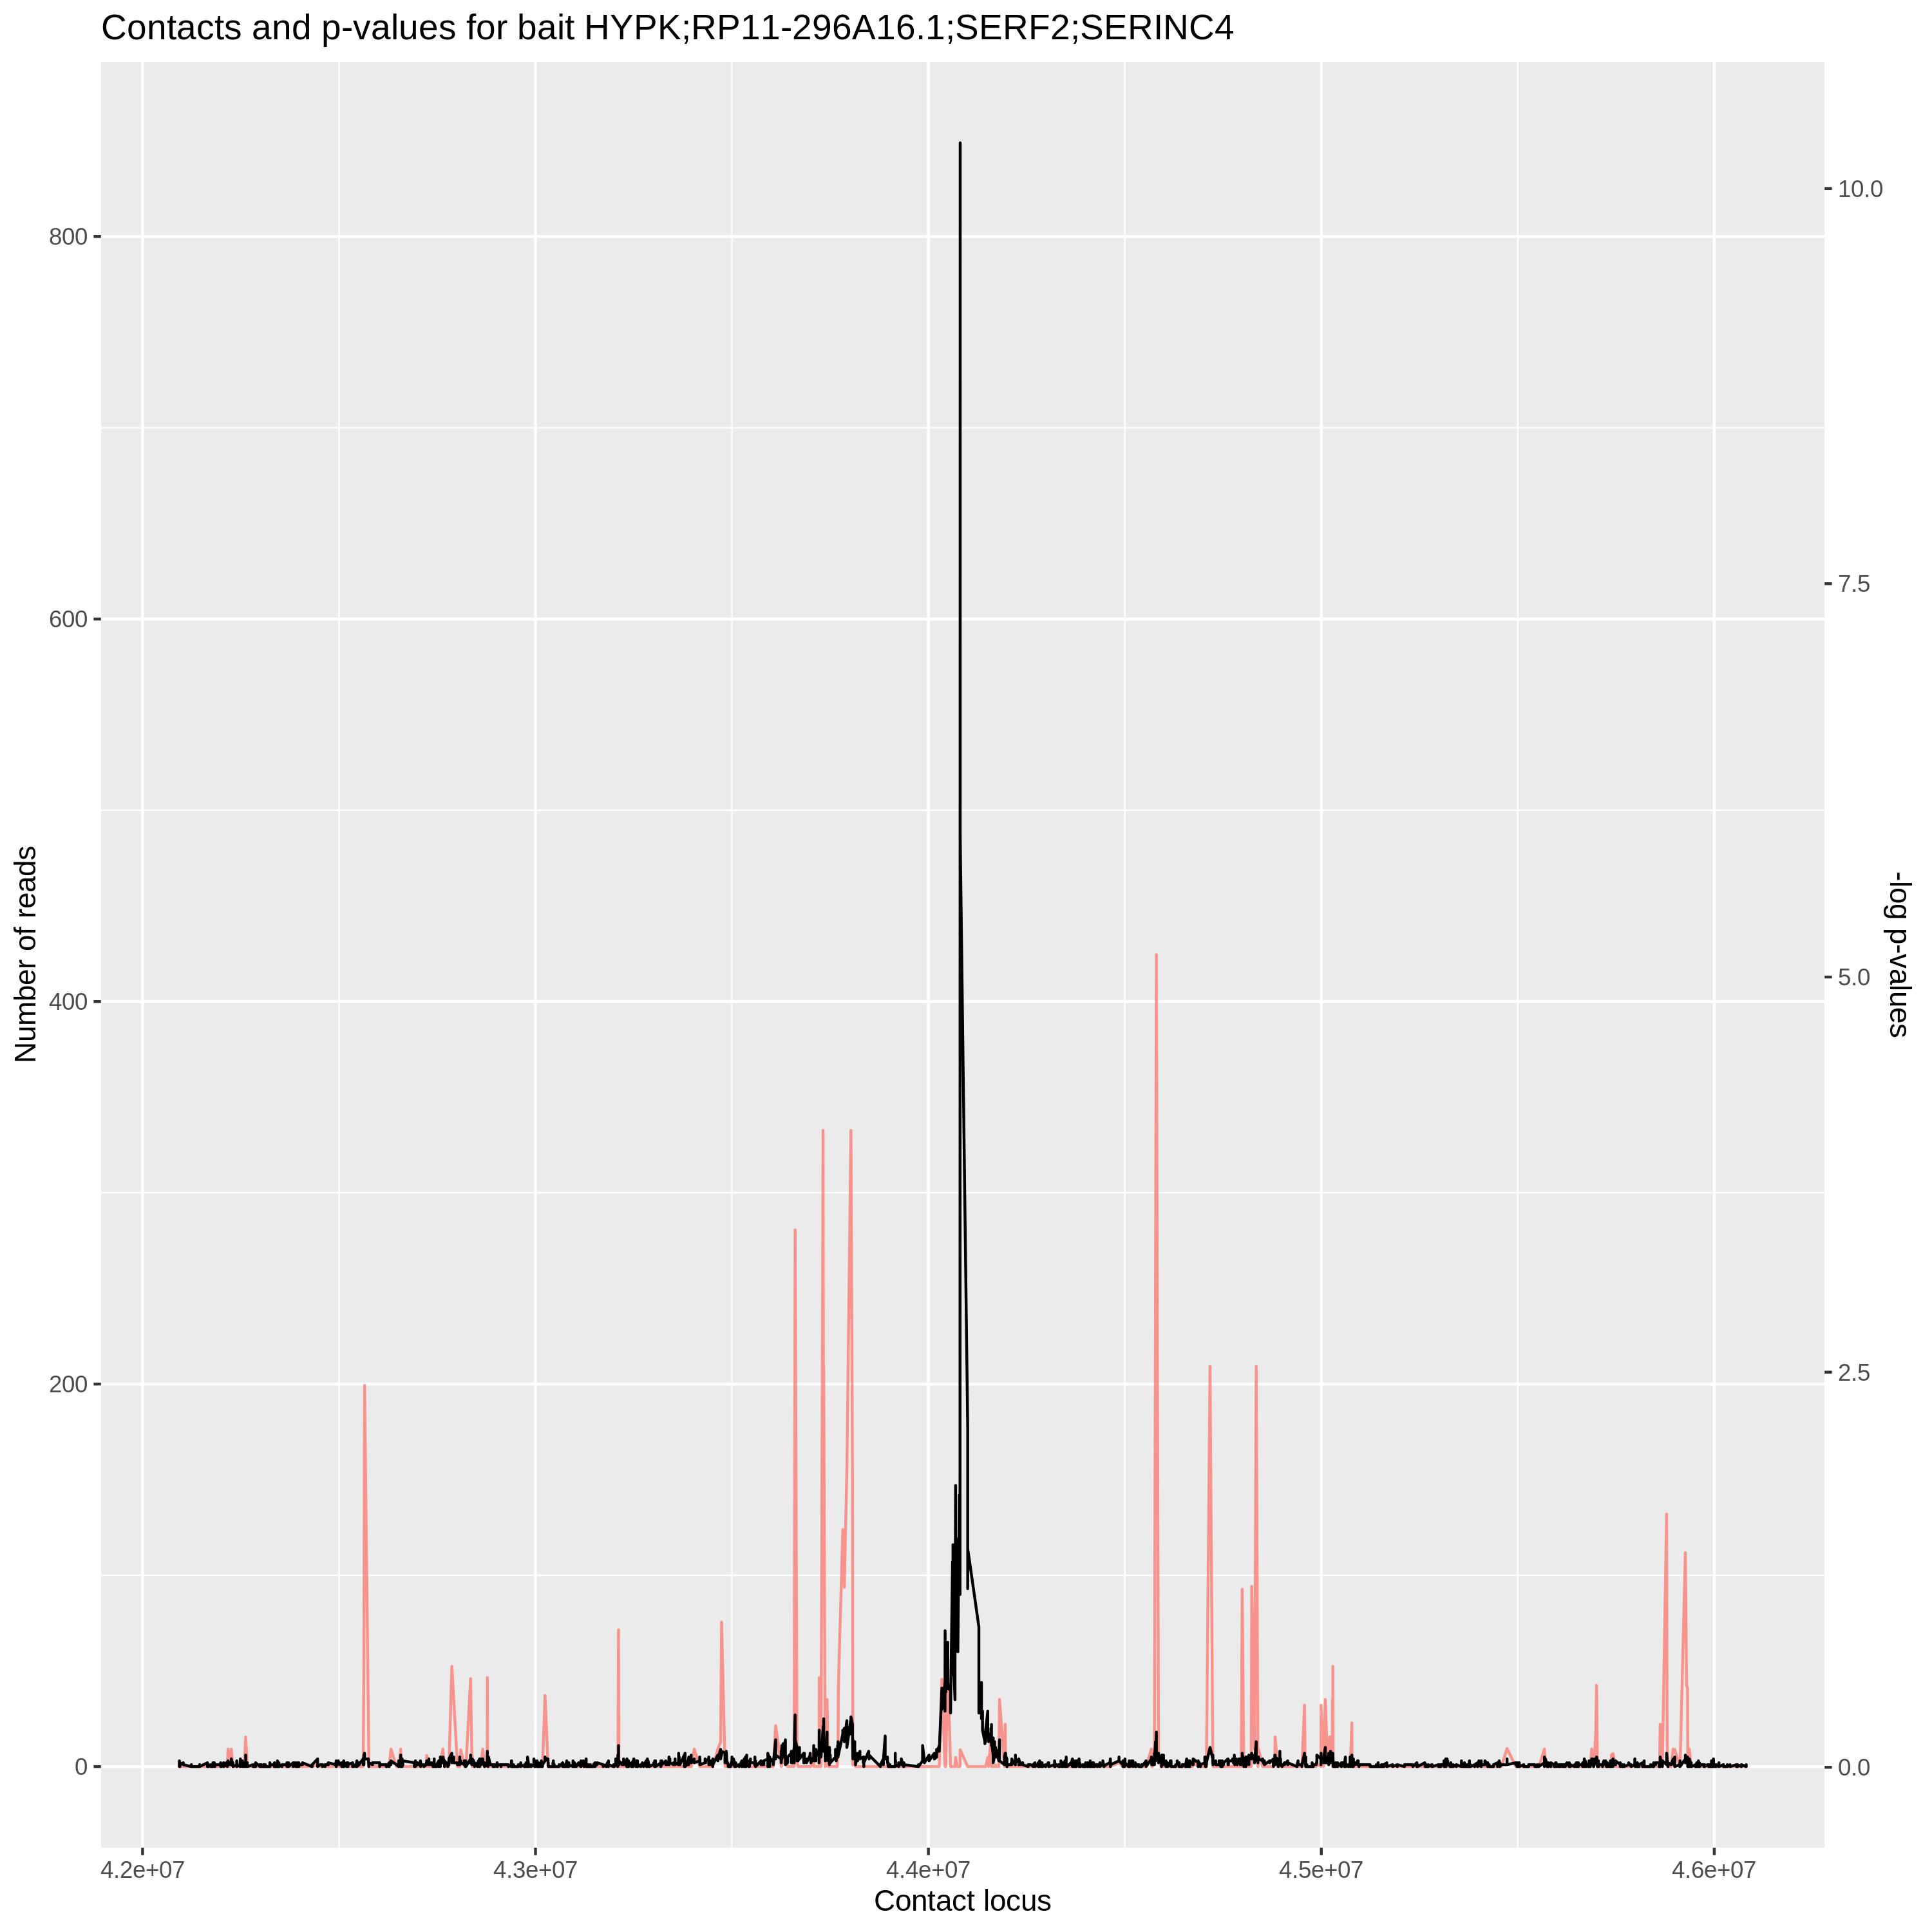 Contacts and p-values for bait HYPK;RP11-296A16.1;SERF2;SERINC4
800
600
400
200
0
Number of reads
10.0
7.5
5.0
2.5
0.0
-log p-values
4.2e+07 4.3e+07 4.4e+07 4.5e+07 4.6e+07
Contact locus